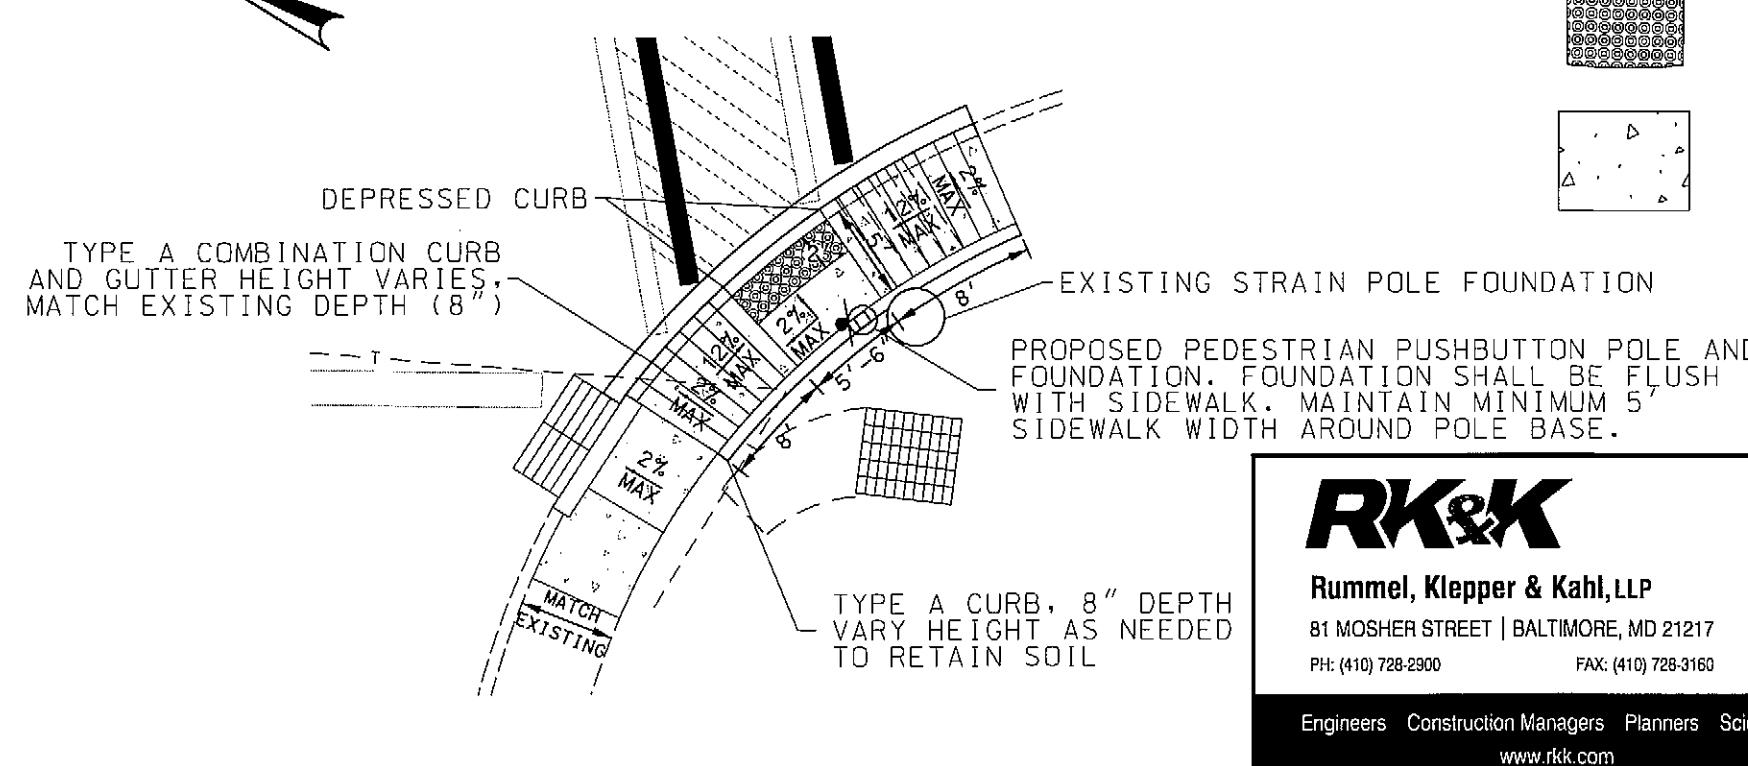 DEPRESSED CURB
TYPE A COMBINATION CURB
AND GUTTER HEIGHT VARIES,
MATCH EXISTING DEPTH (8")
2%
MAX
12%
MAX
5'
2%
MAX
12%
MAX
2%
MAX
2%
MAX
8'
5'-6"
8'
MATCH
EXISTING
EXISTING STRAIN POLE FOUNDATION
PROPOSED PEDESTRIAN PUSHBUTTON POLE AND
FOUNDATION. FOUNDATION SHALL BE FLUSH
WITH SIDEWALK. MAINTAIN MINIMUM 5'
SIDEWALK WIDTH AROUND POLE BASE.
TYPE A CURB, 8" DEPTH
VARY HEIGHT AS NEEDED
TO RETAIN SOIL
RK&K
Rummel, Klepper & Kahl, LLP
81 MOSHER STREET | BALTIMORE, MD 21217
PH: (410) 728-2900 FAX: (410) 728-3160
Engineers Construction Managers Planners
www.rkk.com